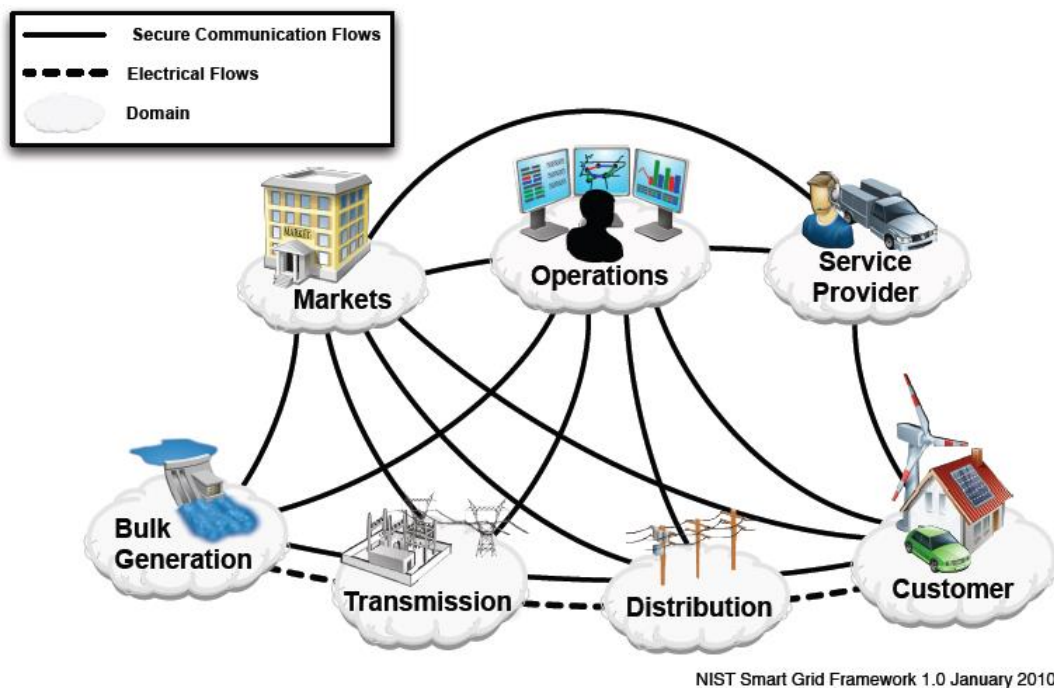 Secure Communication Flows
Electrical Flows
Domain
MARKET
Markets
Operations
Service
Provider
Bulk
Generation
Transmission
Distribution
Customer
NIST Smart Grid Framework 1.0 January 2010